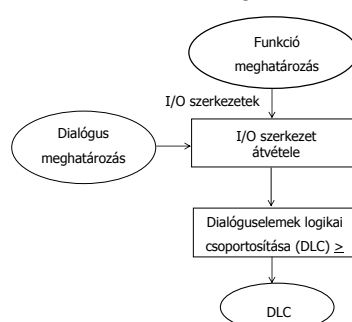 Funkció
meghatározás
I/O szerkezetek
Dialógus
meghatározás
I/O szerkezet
átvétele
Dialóguselemek logikai
csoportosítása (DLC) ≥
DLC